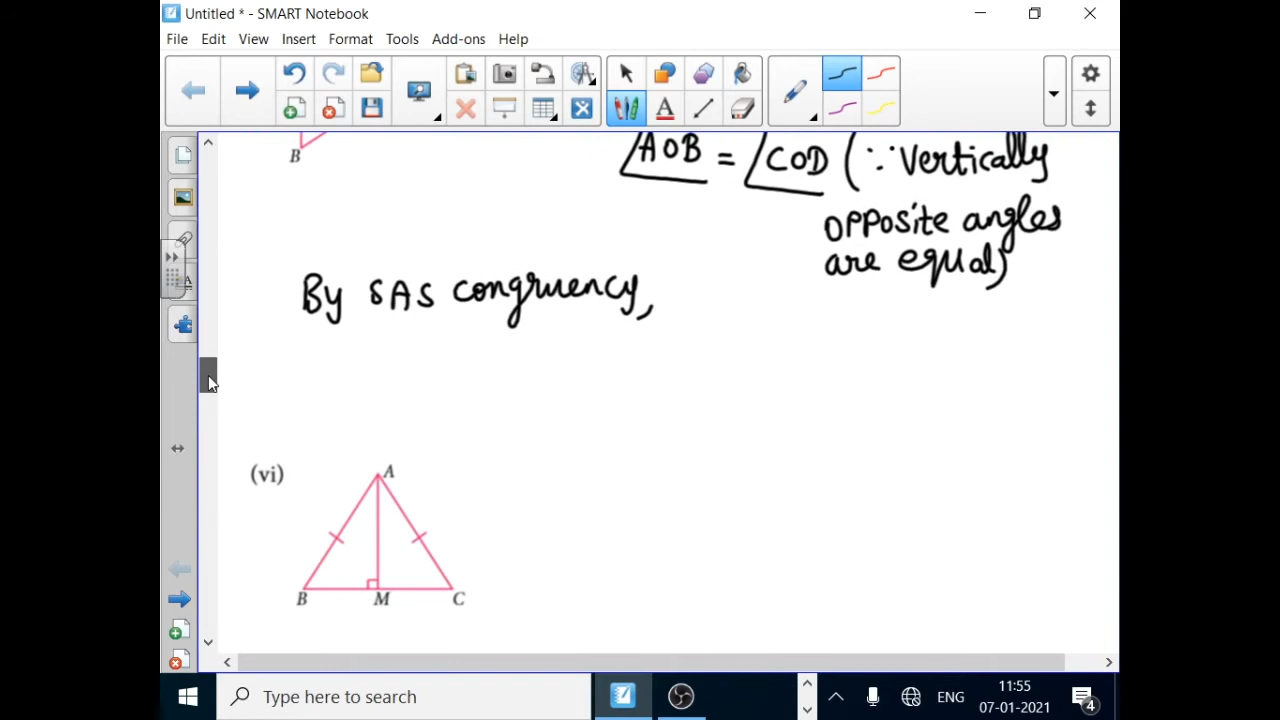 Untitled * - SMART Notebook
File Edit View Insert Format Tools Add-ons Help
B
∠AOB = ∠COD (∵ Vertically
opposite angles
are equal)
By SAS congruency,
(vi)
A
B M C
Type here to search
ENG
11:55
07-01-2021
4